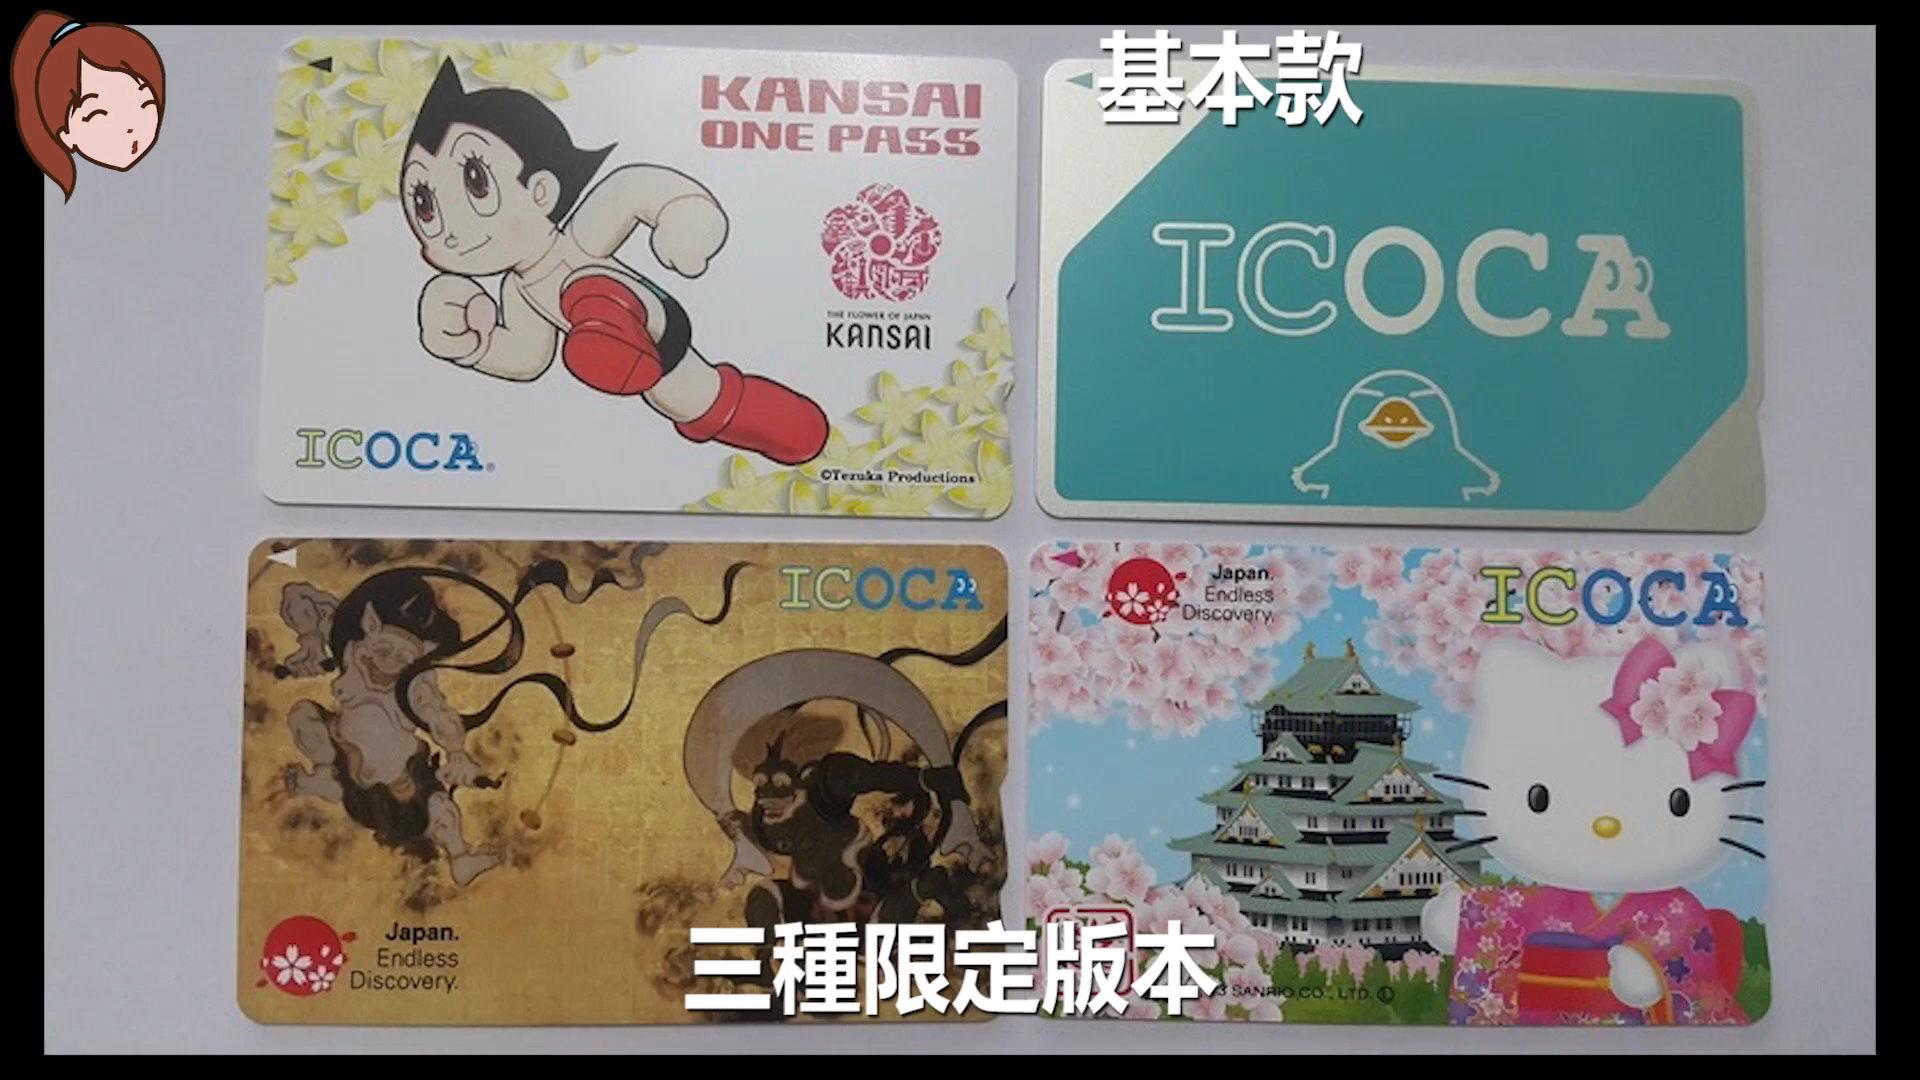 基本款
KANSAI
ONE PASS
THE FLOWER OF JAPAN
KANSAI
ICOCA
©Tezuka Productions
ICOCA
ICOCA
Japan.
Endless
Discovery.
Japan.
Endless
Discovery.
ICOCA
SANRIO CO., LTD. ©
三種限定版本